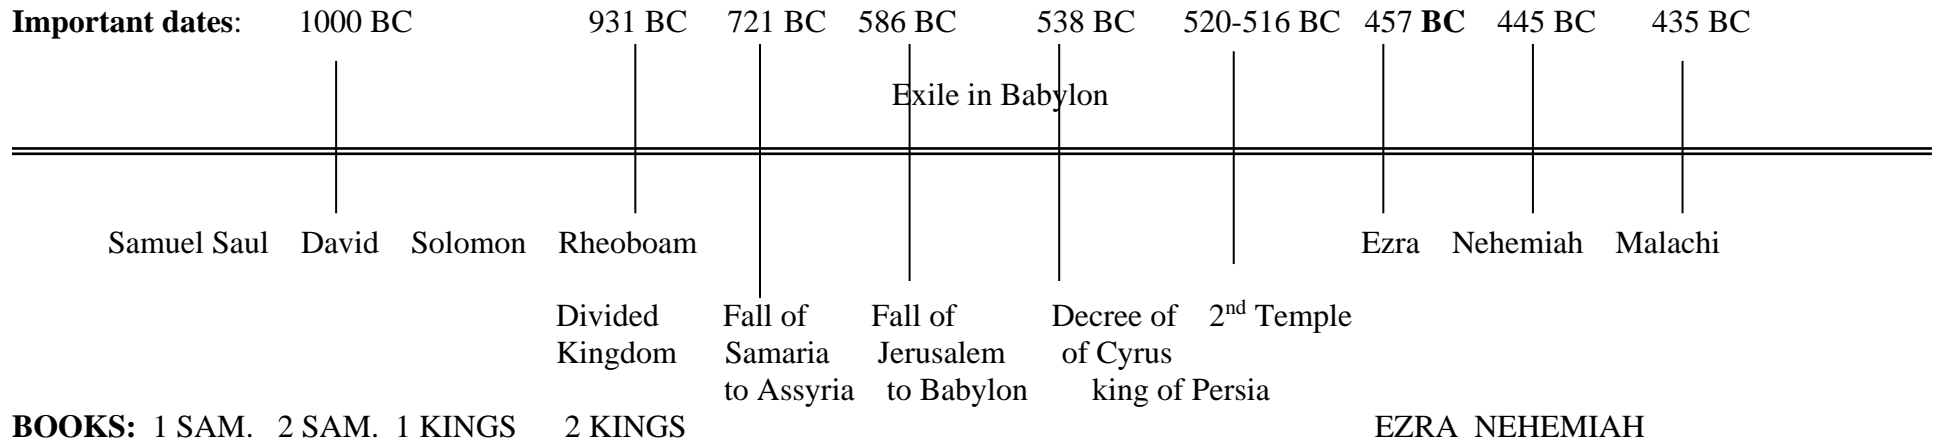 Important dates: 1000 BC 931 BC 721 BC 586 BC 538 BC 520-516 BC 457 BC 445 BC 435 BC
Exile in Babylon
Samuel Saul David Solomon Rheoboam Ezra Nehemiah Malachi
Divided Fall of Fall of Decree of 2nd Temple
Kingdom Samaria Jerusalem of Cyrus
to Assyria to Babylon king of Persia
BOOKS: 1 SAM. 2 SAM. 1 KINGS 2 KINGS EZRA NEHEMIAH